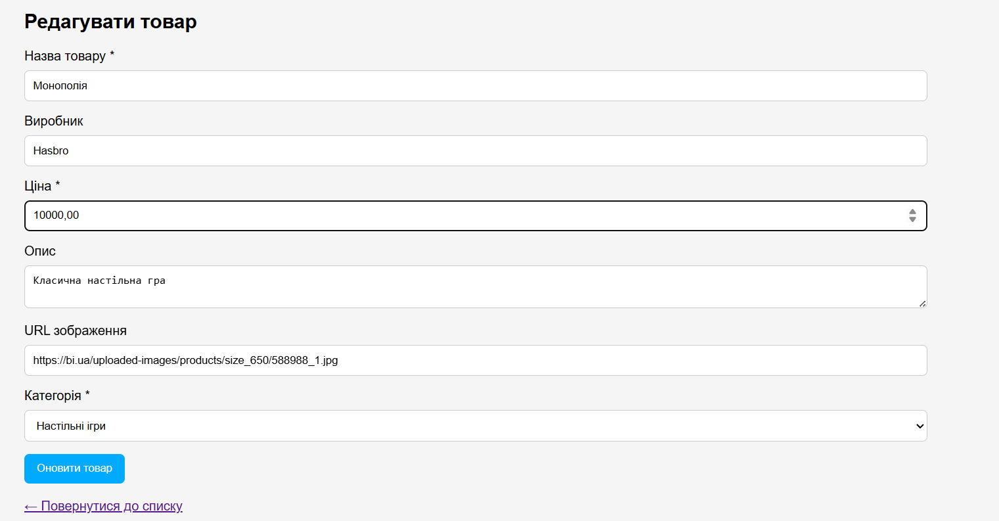 Редагувати товар
Назва товару *
Монополія
Виробник
Hasbro
Ціна *
10000,00
Опис
Класична настільна гра
URL зображення
https://bi.ua/uploaded-images/products/size_650/588988_1.jpg
Категорія *
Настільні ігри
Оновити товар
← Повернутися до списку